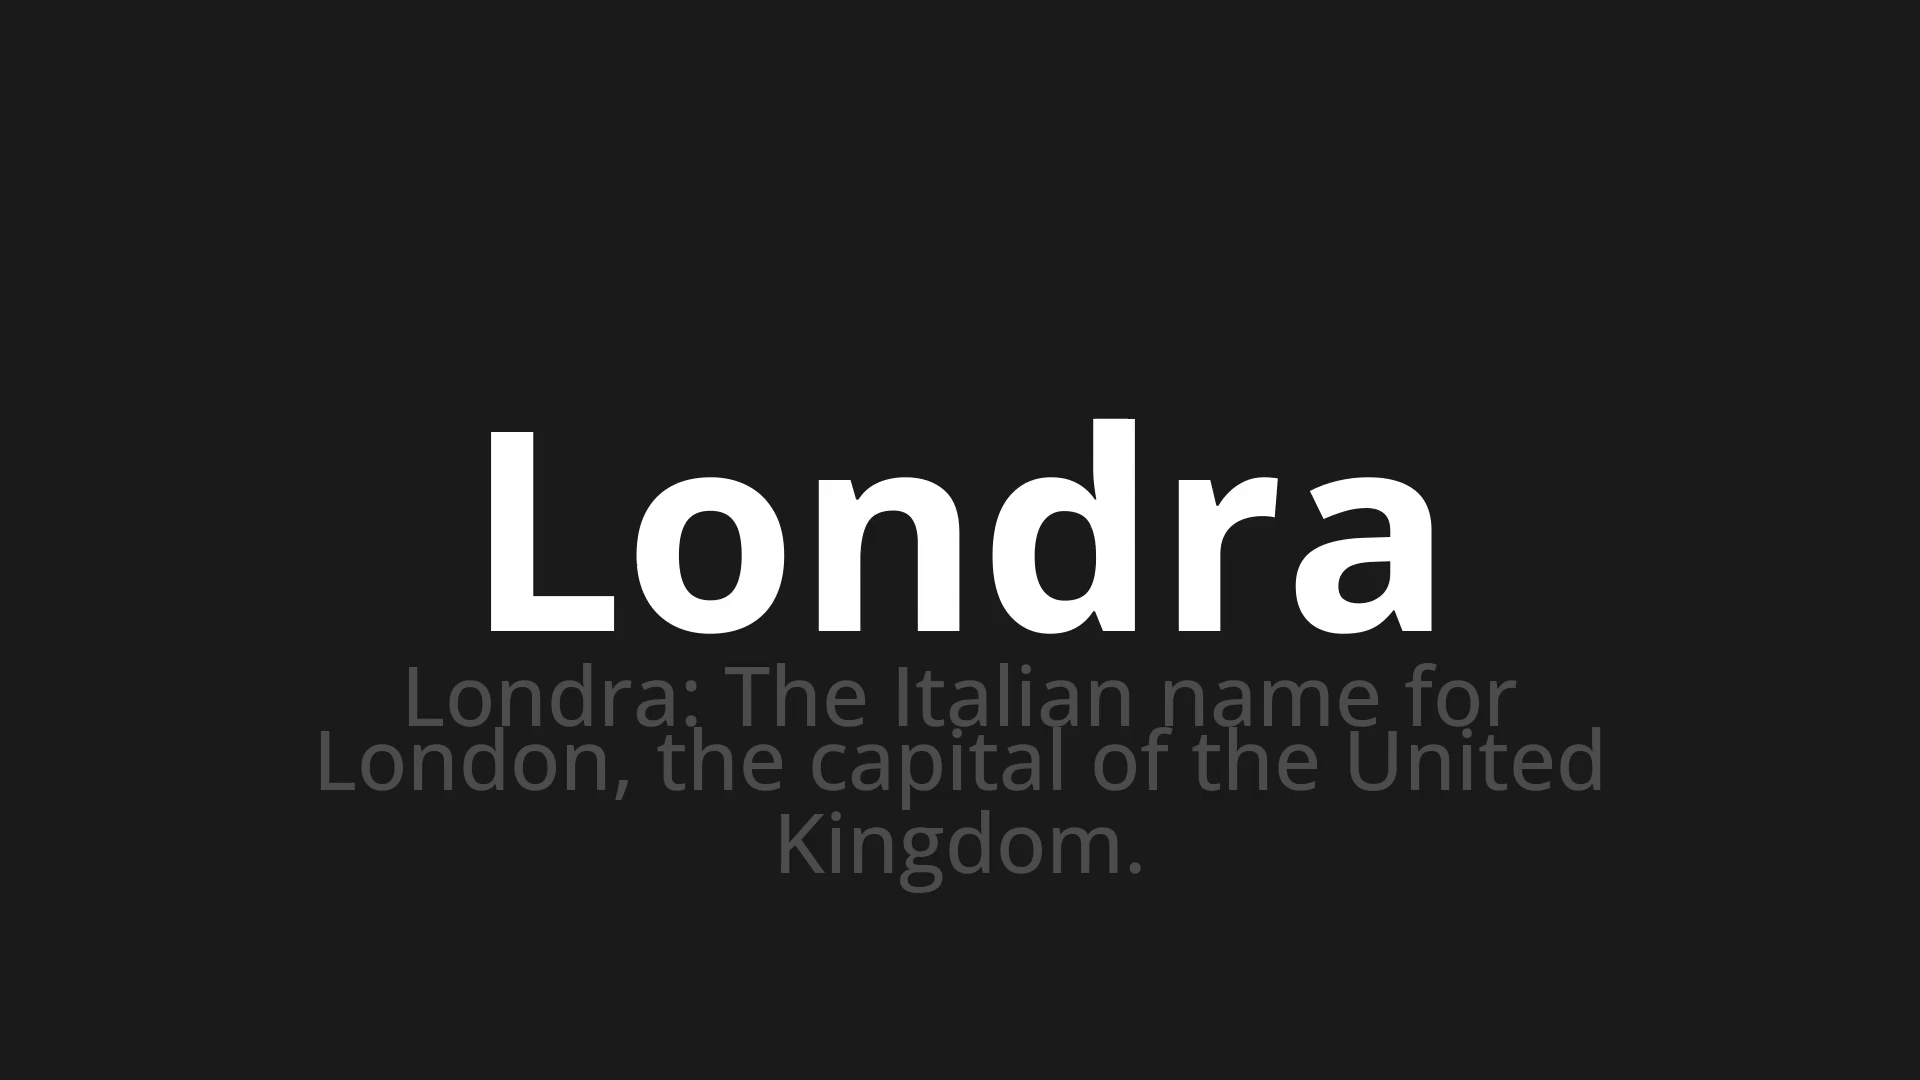 Londra
Londra: The Italian name for
London, the capital of the United
Kingdom.